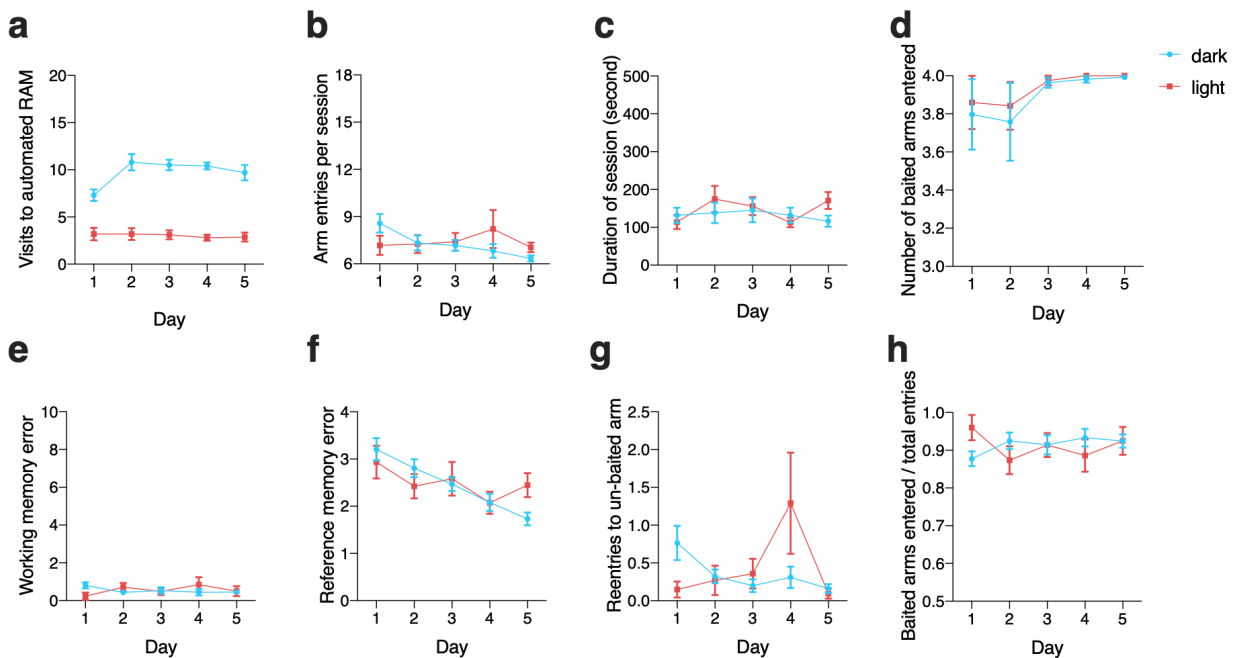 a
Visits to automated RAM
20
15
10
5
0
1 2 3 4 5
Day
b
Arm entries per session
18
15
12
9
6
1 2 3 4 5
Day
c
Duration of session (second)
500
400
300
200
100
0
1 2 3 4 5
Day
d
Number of baited arms entered
4.0
3.8
3.6
3.4
3.2
3.0
1 2 3 4 5
Day
dark
light
e
Working memory error
10
8
6
4
2
0
1 2 3 4 5
Day
f
Reference memory error
4
3
2
1
0
1 2 3 4 5
Day
g
Reentries to un-baited arm
2.5
2.0
1.5
1.0
0.5
0.0
1 2 3 4 5
Day
h
Baited arms entered / total entries
1.0
0.9
0.8
0.7
0.6
0.5
1 2 3 4 5
Day